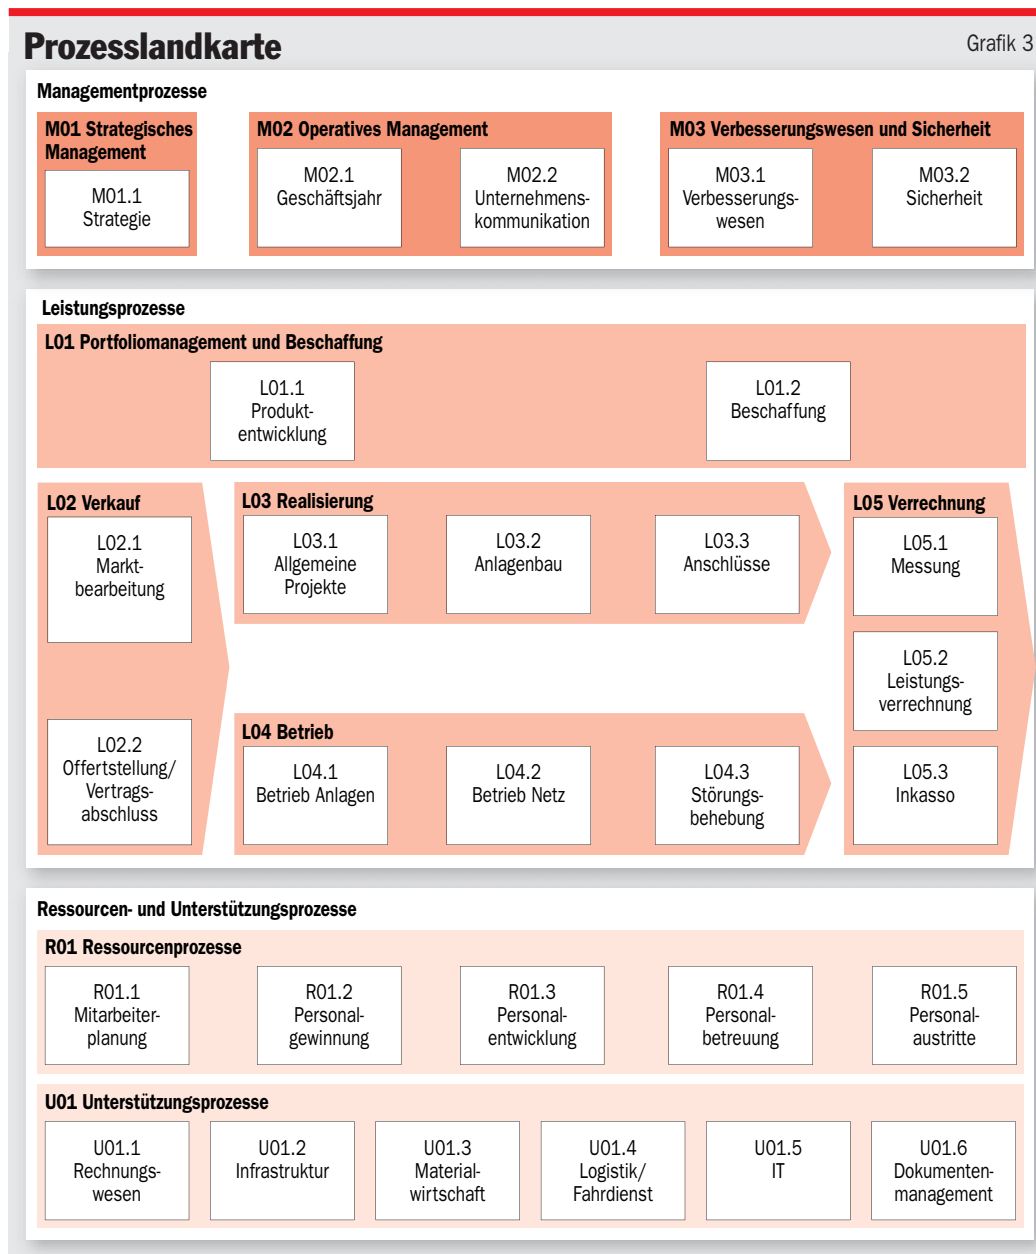 Prozesslandkarte
Grafik 3
Managementprozesse
M01 Strategisches
Management
M01.1
Strategie
M02 Operatives Management
M02.1
Geschäftsjahr
M02.2
Unternehmens-
kommunikation
M03 Verbesserungswesen und Sicherheit
M03.1
Verbesserungs-
wesen
M03.2
Sicherheit
Leistungsprozesse
L01 Portfoliomanagement und Beschaffung
L01.1
Produkt-
entwicklung
L01.2
Beschaffung
L02 Verkauf
L02.1
Markt-
bearbeitung
L02.2
Offertstellung/
Vertrags-
abschluss
L03 Realisierung
L03.1
Allgemeine
Projekte
L03.2
Anlagenbau
L03.3
Anschlüsse
L04 Betrieb
L04.1
Betrieb Anlagen
L04.2
Betrieb Netz
L04.3
Störungs-
behebung
L05 Verrechnung
L05.1
Messung
L05.2
Leistungs-
verrechnung
L05.3
Inkasso
Ressourcen- und Unterstützungsprozesse
R01 Ressourcenprozesse
R01.1
Mitarbeiter-
planung
R01.2
Personal-
gewinnung
R01.3
Personal-
entwicklung
R01.4
Personal-
betreuung
R01.5
Personal-
austritte
U01 Unterstützungsprozesse
U01.1
Rechnungs-
wesen
U01.2
Infrastruktur
U01.3
Material-
wirtschaft
U01.4
Logistik/
Fahrdienst
U01.5
IT
U01.6
Dokumenten-
management